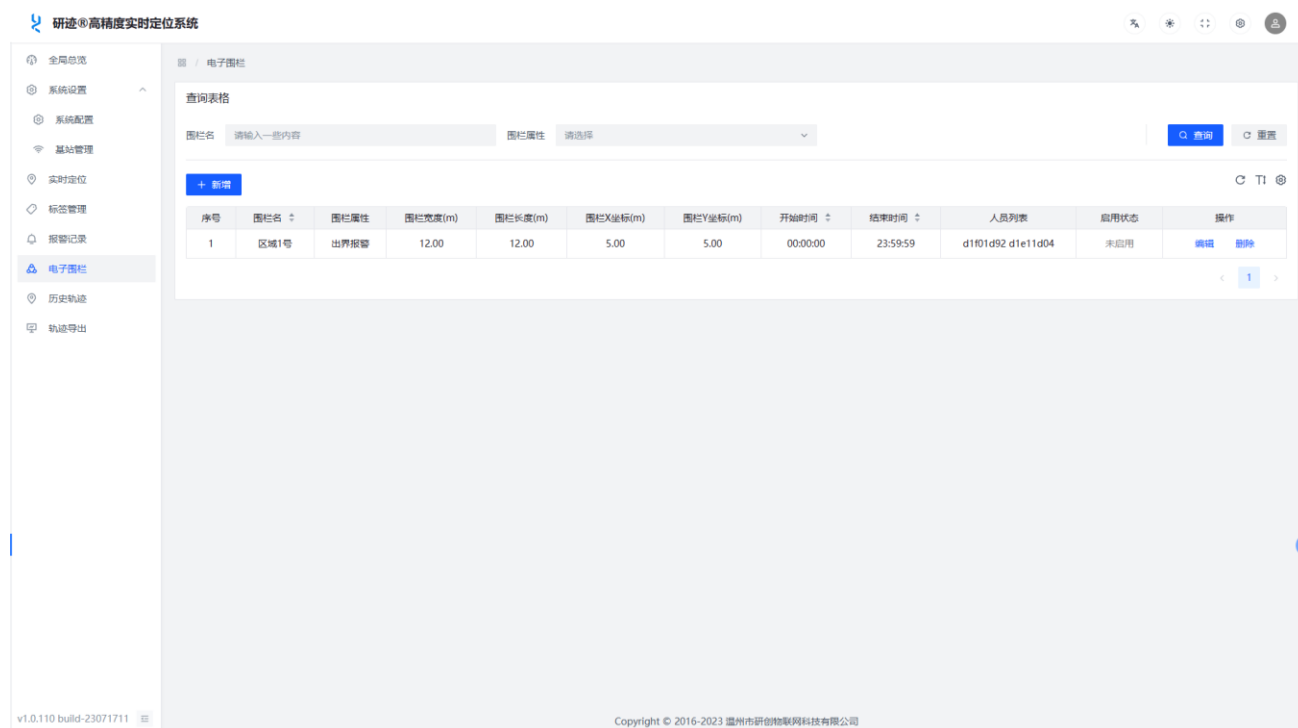 研迹®高精度实时定位系统
全局总览
系统设置
系统配置
基站管理
实时定位
标签管理
报警记录
电子围栏
历史轨迹
轨迹导出
v1.0.110 build-23071711
/ 电子围栏
查询表格
围栏名 请输入一些内容 围栏属性 请选择 查询 重置
+ 新增
序号 围栏名 围栏属性 围栏宽度(m) 围栏长度(m) 围栏X坐标(m) 围栏Y坐标(m) 开始时间 结束时间 人员列表 启用状态 操作
1 区域1号 出界报警 12.00 12.00 5.00 5.00 00:00:00 23:59:59 d1f01d92 d1e11d04 未启用 编辑 删除
< 1 >
Copyright © 2016-2023 温州市研创物联网科技有限公司